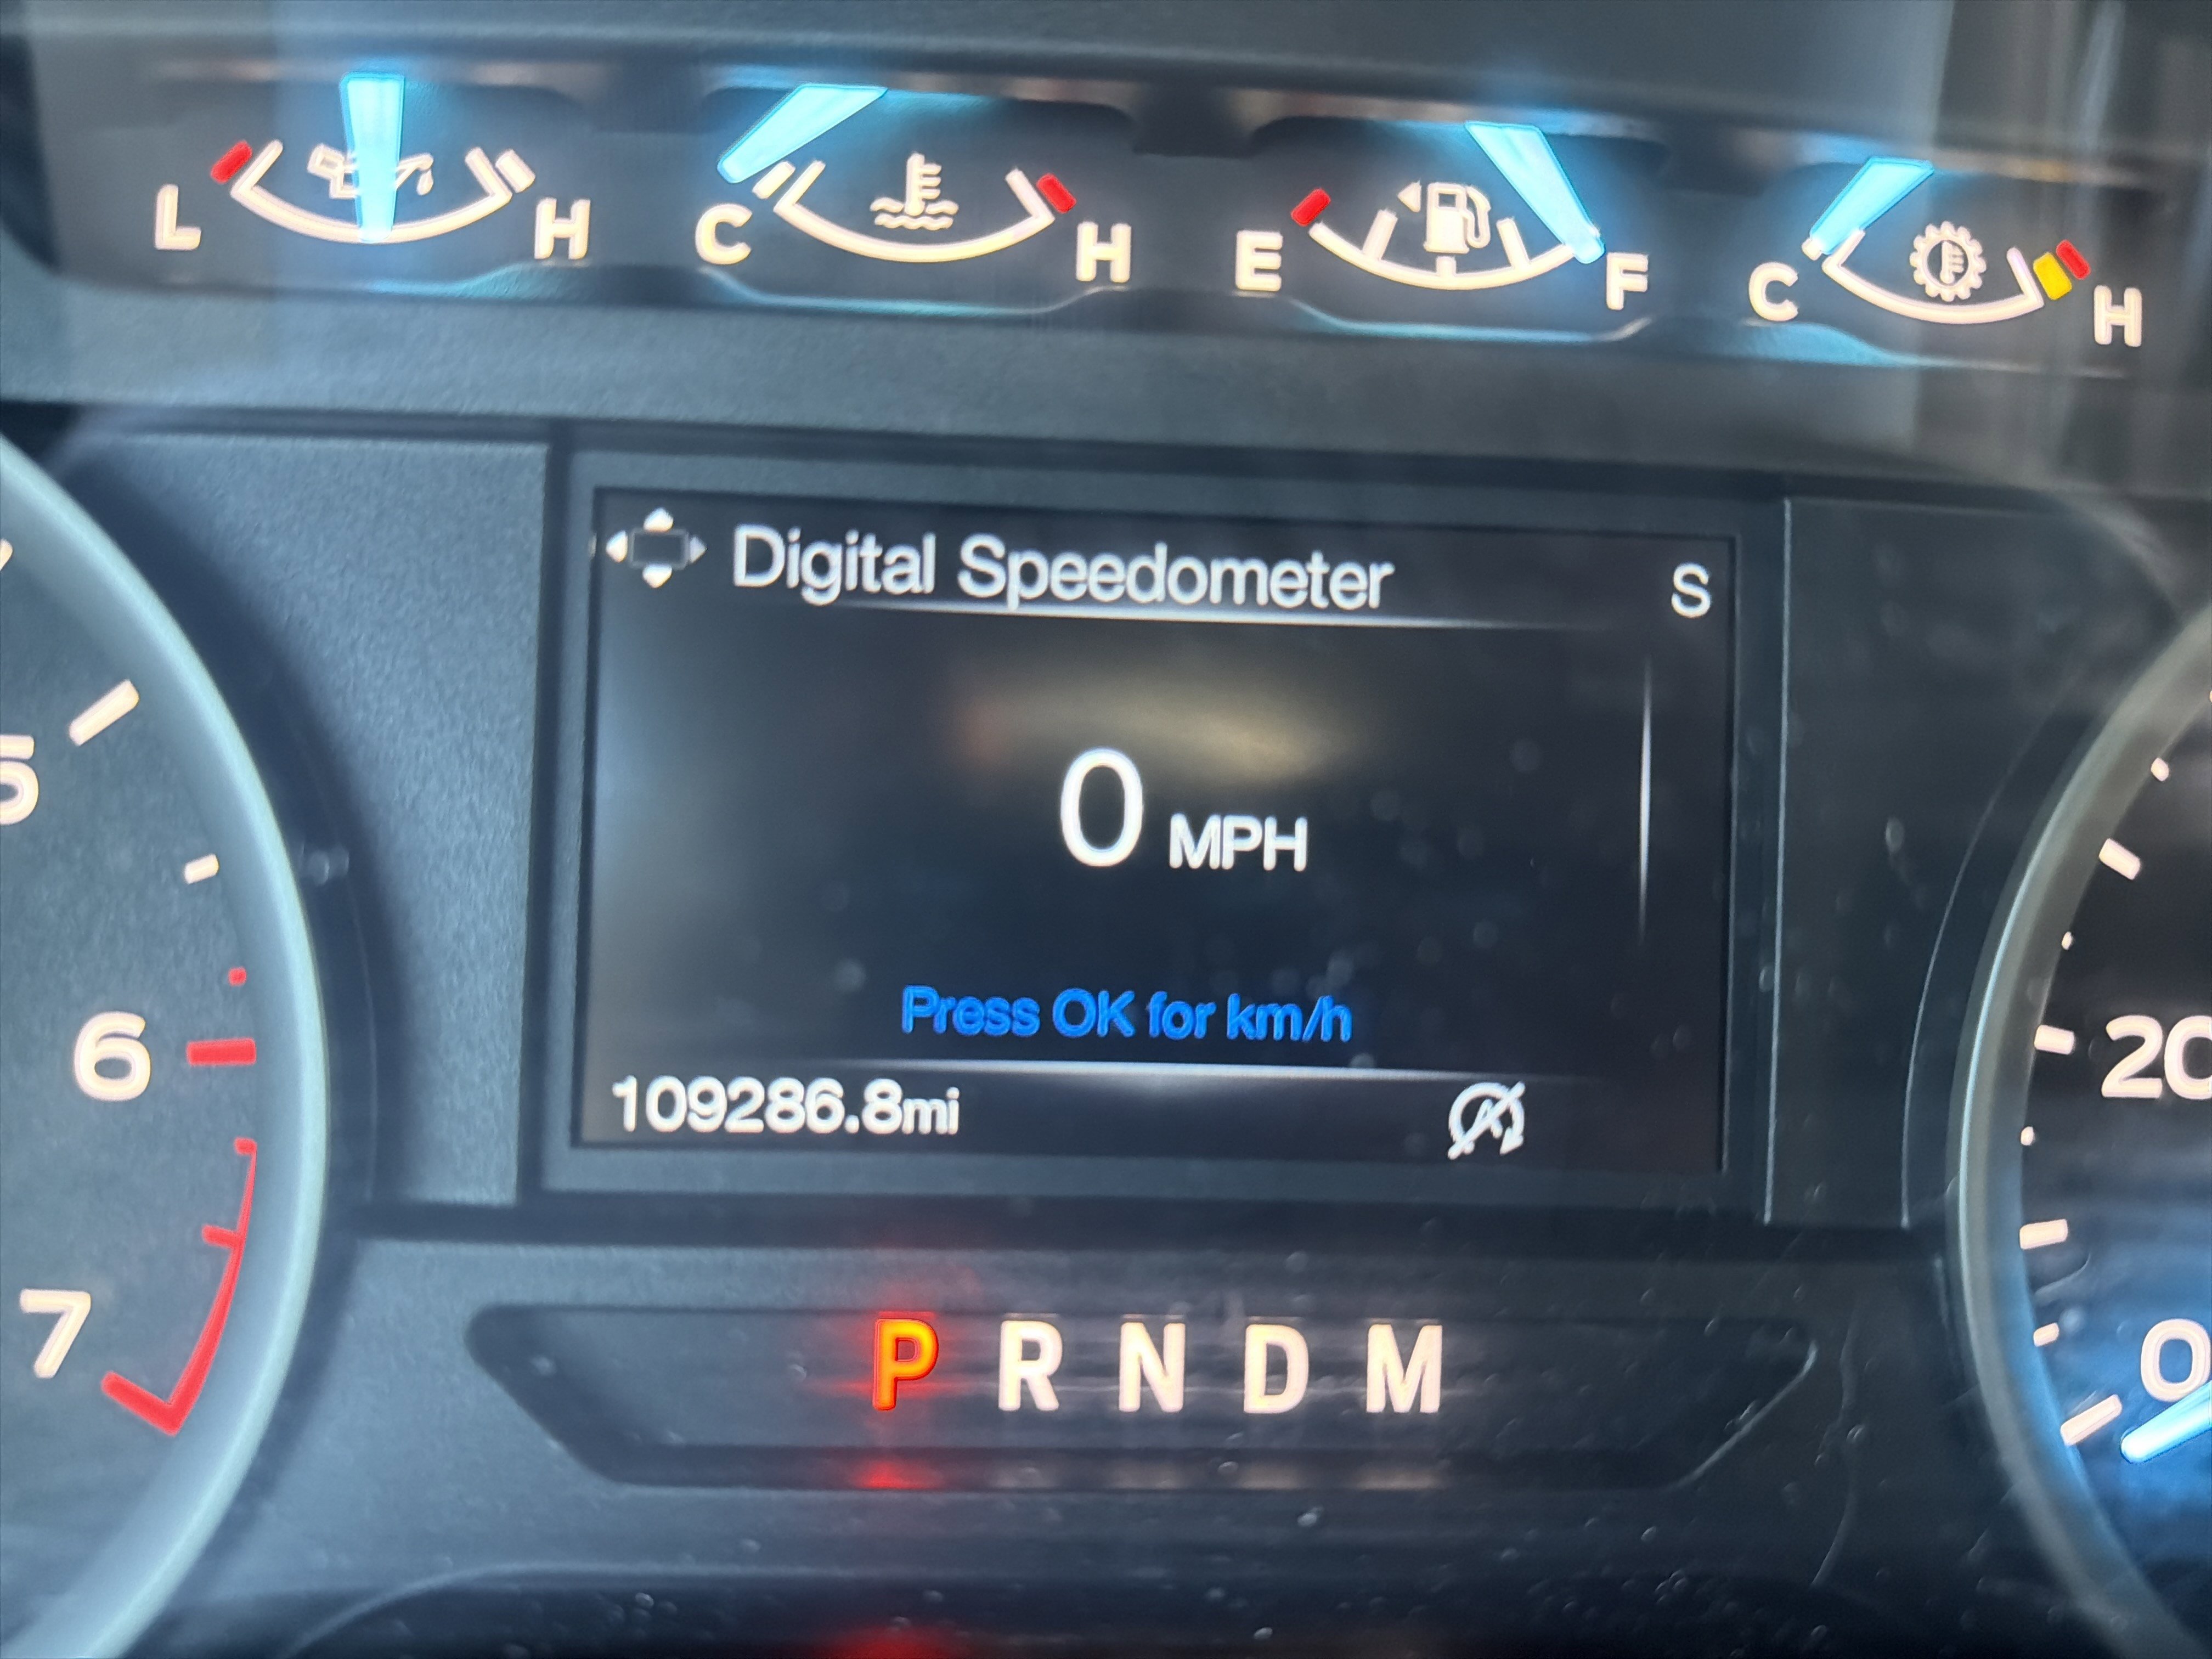 L H C H E F C H
Digital Speedometer S
5
0 MPH
Press OK for km/h
6
20
109286.8mi
7
P R N D M
0